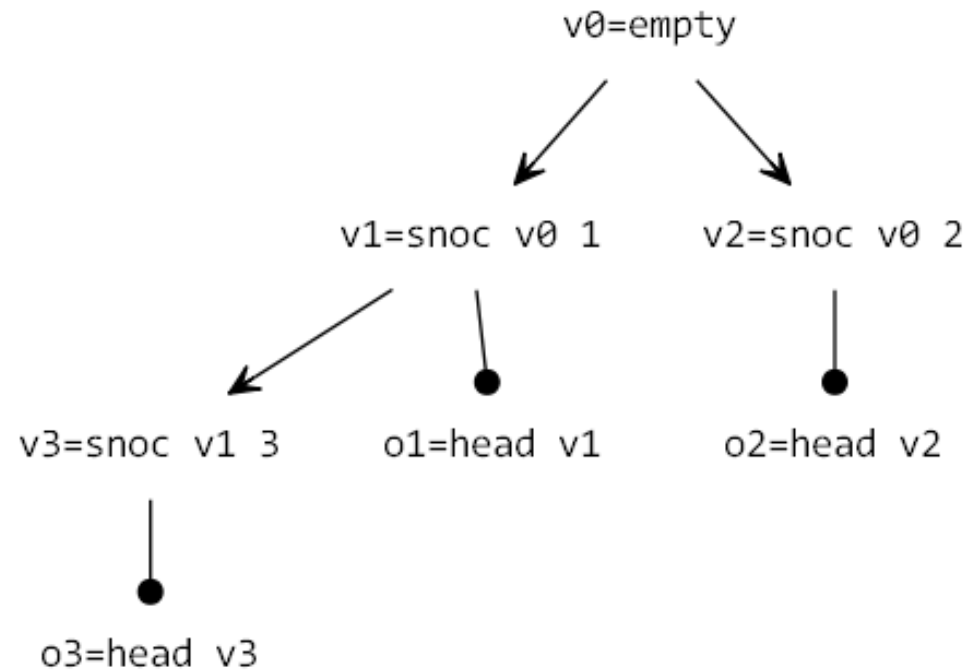 v0=empty
v1=snoc v0 1
v2=snoc v0 2
v3=snoc v1 3
o1=head v1
o2=head v2
o3=head v3